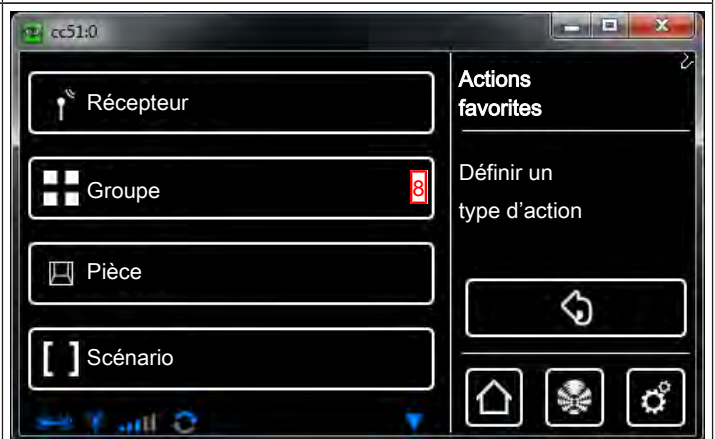 cc51:0
Récepteur
Groupe
8
Pièce
Scénario
Actions
favorites
Définir un
type d’action